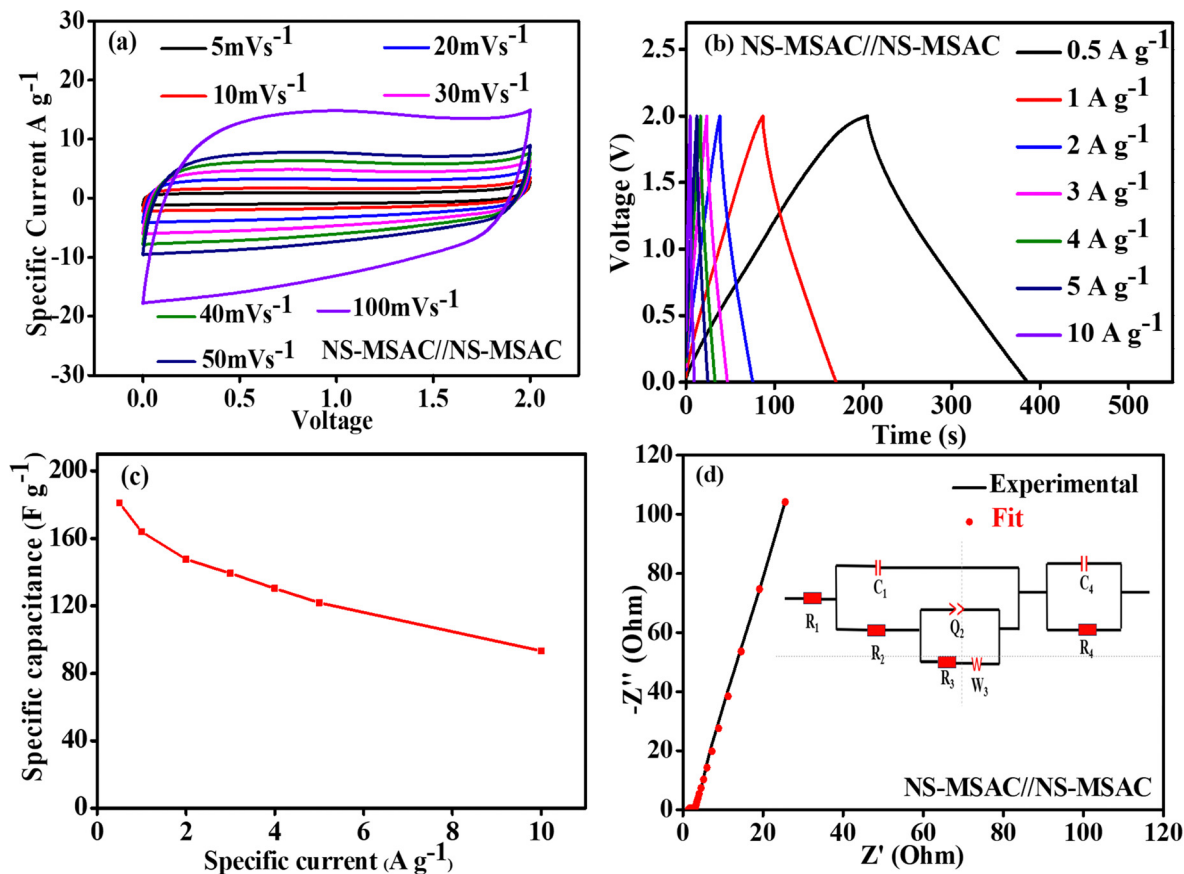 (a)
5mVs-1
20mVs-1
10mVs-1
30mVs-1
40mVs-1
100mVs-1
50mVs-1
NS-MSAC//NS-MSAC
30
20
10
0
-10
-20
-30
Specific Current A g-1
0.0 0.5 1.0 1.5 2.0
Voltage
(b)
NS-MSAC//NS-MSAC
0.5 A g-1
1 A g-1
2 A g-1
3 A g-1
4 A g-1
5 A g-1
10 A g-1
2.5
2.0
1.5
1.0
0.5
0.0
Voltage (V)
0 100 200 300 400 500
Time (s)
(c)
200
160
120
80
40
0
Specific capacitance (F g-1)
0 2 4 6 8 10
Specific current (A g-1)
(d)
Experimental
Fit
C1
C4
R1
R2
Q2
R3
W3
R4
NS-MSAC//NS-MSAC
120
100
80
60
40
20
0
-Z'' (Ohm)
0 20 40 60 80 100 120
Z' (Ohm)